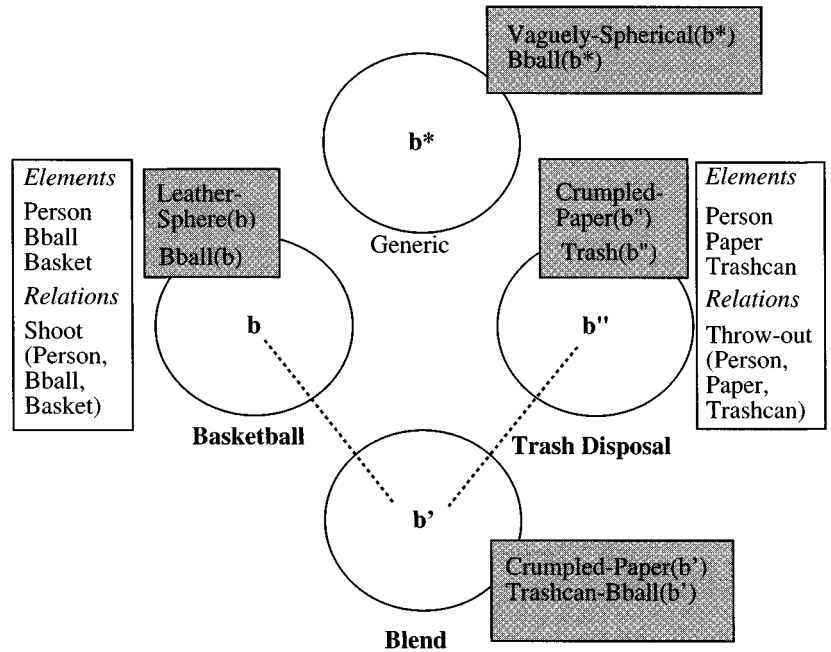 Vaguely-Spherical(b*)
Bball(b*)
b*
Generic
Elements
Person
Bball
Basket
Relations
Shoot
(Person,
Bball,
Basket)
Leather-
Sphere(b)
Bball(b)
b
Basketball
Crumpled-
Paper(b")
Trash(b")
b"
Trash Disposal
Elements
Person
Paper
Trashcan
Relations
Throw-out
(Person,
Paper,
Trashcan)
b’
Crumpled-Paper(b’)
Trashcan-Bball(b’)
Blend